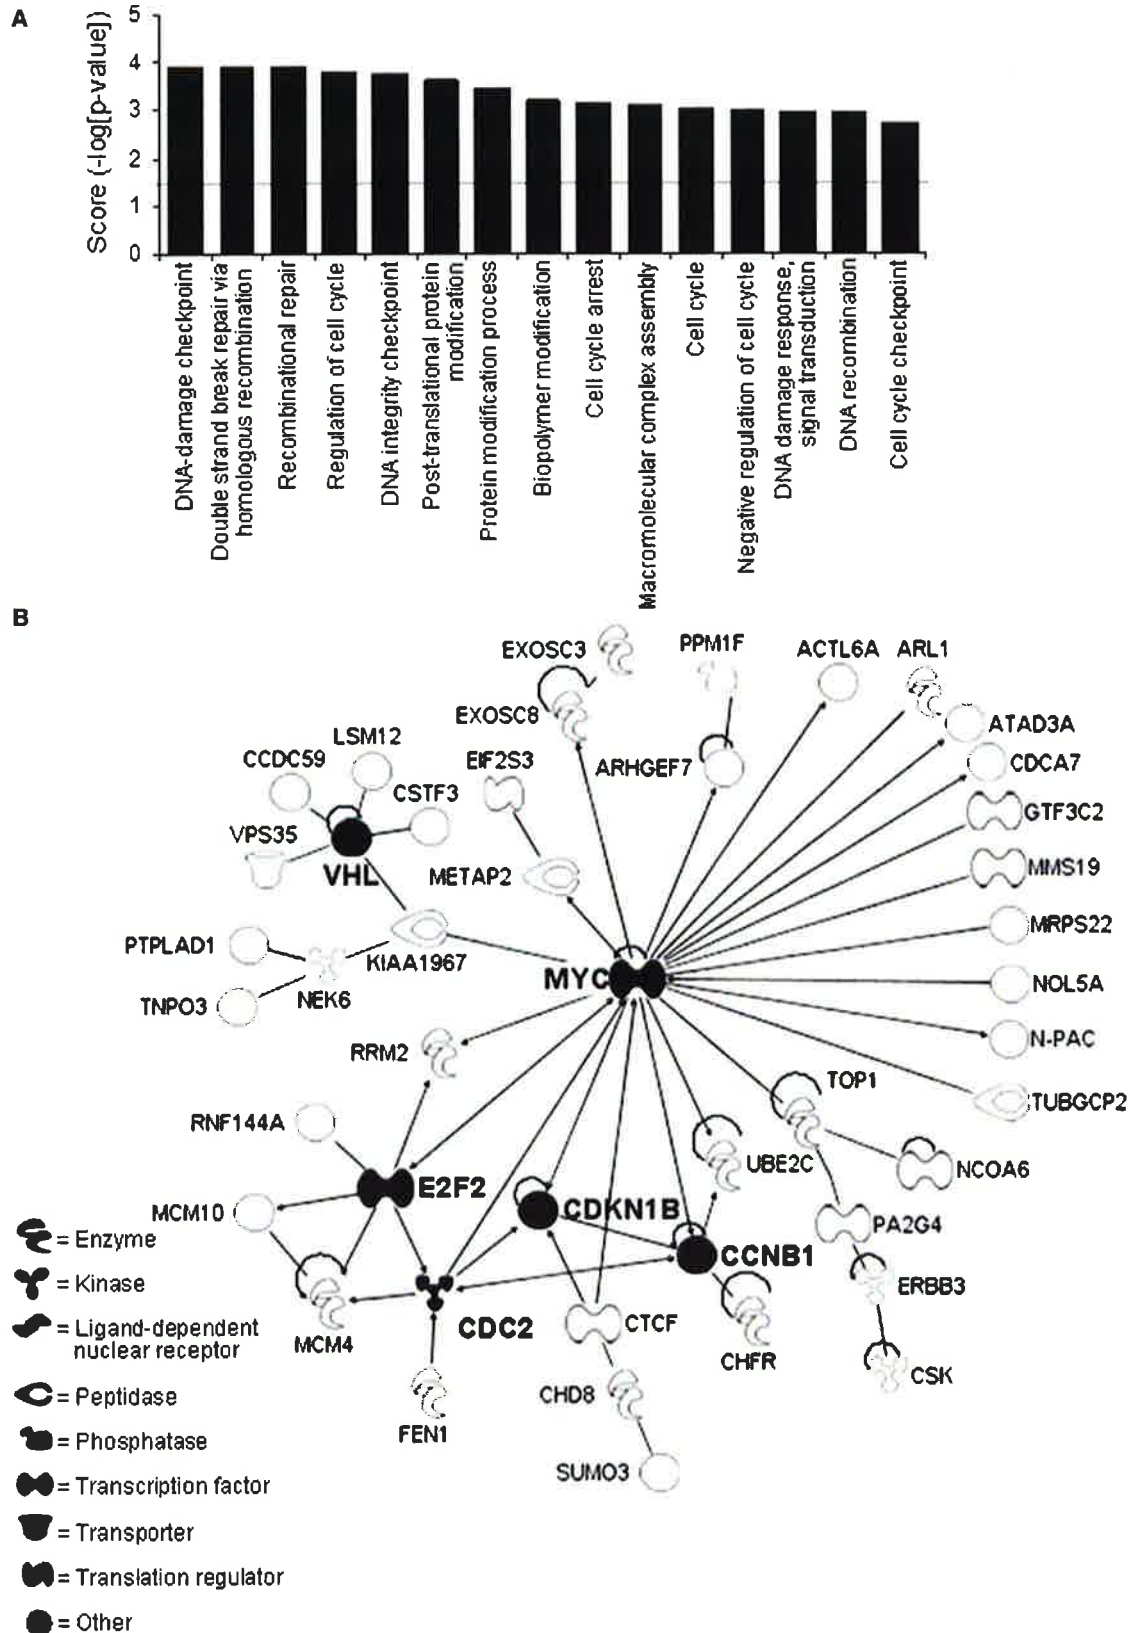 A
Score (-log[p-value])
5
4
3
2
1
0
DNA-damage checkpoint
Double strand break repair via
homologous recombination
Recombinational repair
Regulation of cell cycle
DNA integrity checkpoint
Post-translational protein
modification
Protein modification process
Biopolymer modification
Cell cycle arrest
Macromolecular complex assembly
Cell cycle
Negative regulation of cell cycle
DNA damage response,
signal transduction
DNA recombination
Cell cycle checkpoint
B
EXOSC3
PPM1F
ACTL6A
ARL1
EXOSC8
ATAD3A
LSM12
CCDC59
EIF2S3
ARHGEF7
CDCA7
CSTF3
GTF3C2
VPS35
VHL
METAP2
MMS19
MRPS22
PTPLAD1
KIAA1967
MYC
NOL5A
TNPO3
NEK6
N-PAC
RRM2
TOP1
TUBGCP2
RNF144A
UBE2C
NCOA6
E2F2
MCM10
CDKN1B
PA2G4
CCNB1
ERBB3
CDC2
CTCF
MCM4
CHFR
CSK
CHD8
FEN1
SUMO3
= Enzyme
= Kinase
= Ligand-dependent
nuclear receptor
= Peptidase
= Phosphatase
= Transcription factor
= Transporter
= Translation regulator
= Other